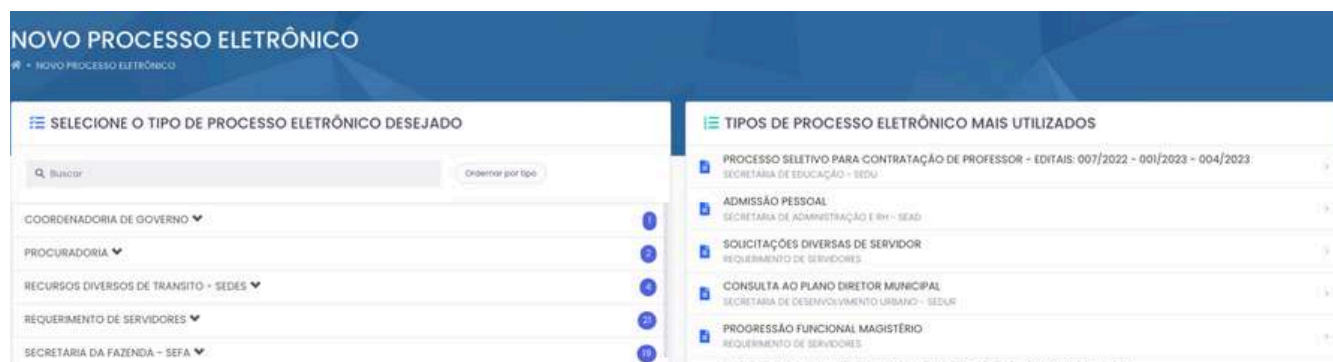 NOVO PROCESSO ELETRÔNICO
NOVO PROCESSO ELETRÔNICO
SELECIONE O TIPO DE PROCESSO ELETRÔNICO DESEJADO
Buscar
Ordernar por tipo
COORDENADORIA DE GOVERNO
1
PROCURADORIA
2
RECURSOS DIVERSOS DE TRANSITO - SEDES
4
REQUERIMENTO DE SERVIDORES
21
SECRETARIA DA FAZENDA - SEFA
19
TIPOS DE PROCESSO ELETRÔNICO MAIS UTILIZADOS
PROCESSO SELETIVO PARA CONTRATAÇÃO DE PROFESSOR - EDITAIS: 007/2022 - 001/2023 - 004/2023
SECRETARIA DE EDUCAÇÃO - SEDU
ADMISSÃO PESSOAL
SECRETARIA DE ADMINISTRAÇÃO E RH - SEAD
SOLICITAÇÕES DIVERSAS DE SERVIDOR
REQUERIMENTO DE SERVIDORES
CONSULTA AO PLANO DIRETOR MUNICIPAL
SECRETARIA DE DESENVOLVIMENTO URBANO - SEDUR
PROGRESSÃO FUNCIONAL MAGISTÉRIO
REQUERIMENTO DE SERVIDORES